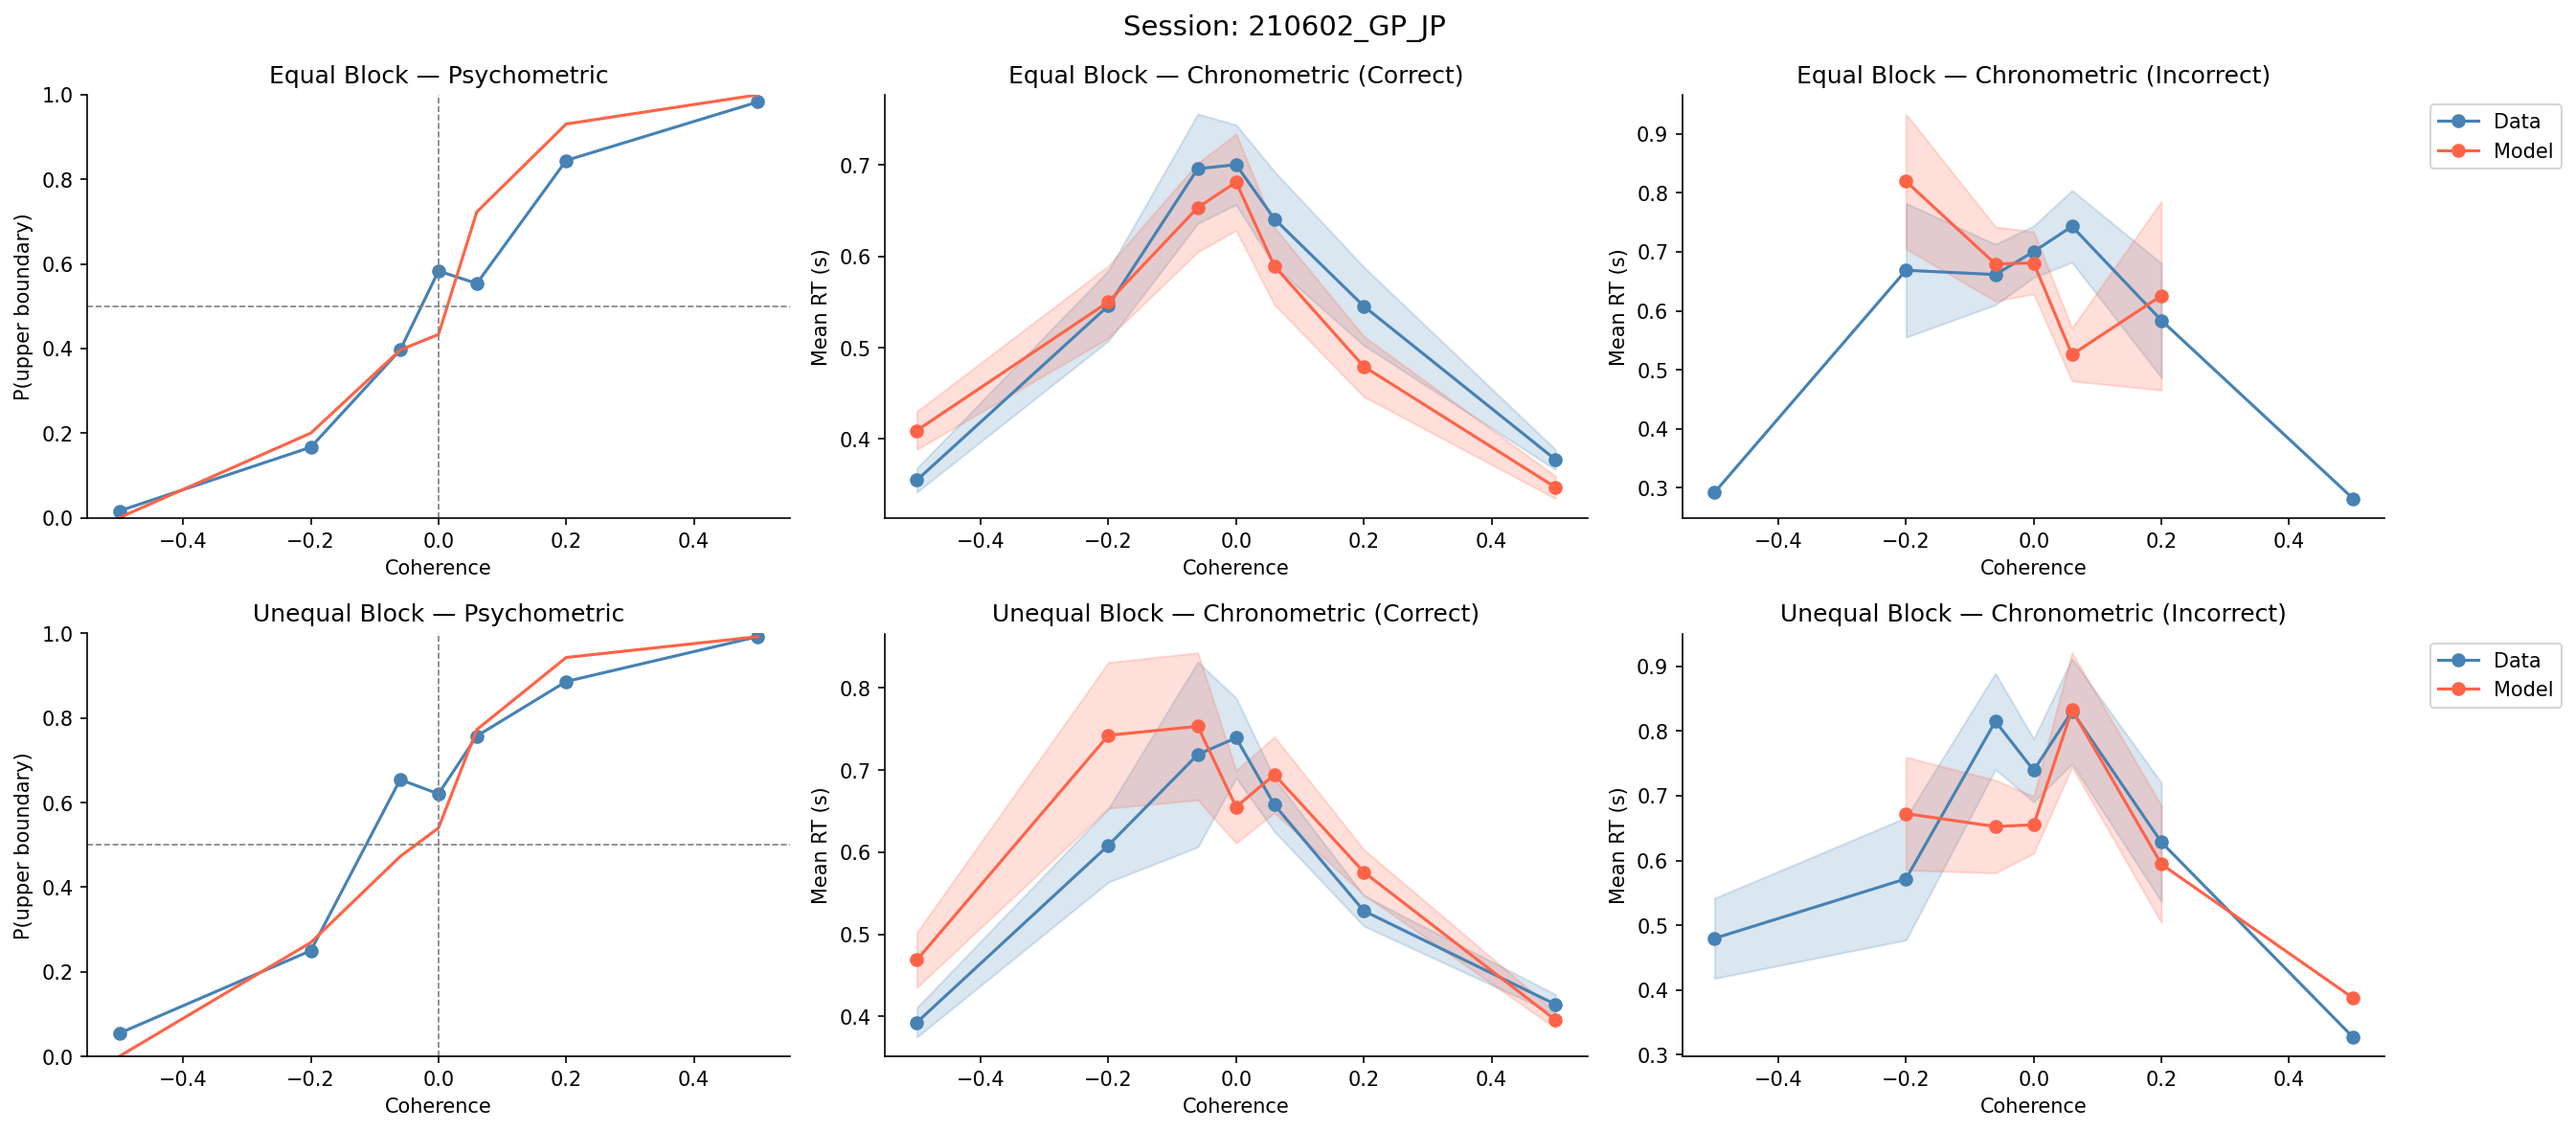 Session: 210602_GP_JP
Equal Block — Psychometric
1.0
0.8
0.6
0.4
0.2
0.0
P(upper boundary)
−0.4 −0.2 0.0 0.2 0.4
Coherence
Equal Block — Chronometric (Correct)
0.7
0.6
0.5
0.4
Mean RT (s)
−0.4 −0.2 0.0 0.2 0.4
Coherence
Equal Block — Chronometric (Incorrect)
0.9
0.8
0.7
0.6
0.5
0.4
0.3
Mean RT (s)
−0.4 −0.2 0.0 0.2 0.4
Coherence
Data
Model
Unequal Block — Psychometric
1.0
0.8
0.6
0.4
0.2
0.0
P(upper boundary)
−0.4 −0.2 0.0 0.2 0.4
Coherence
Unequal Block — Chronometric (Correct)
0.8
0.7
0.6
0.5
0.4
Mean RT (s)
−0.4 −0.2 0.0 0.2 0.4
Coherence
Unequal Block — Chronometric (Incorrect)
0.9
0.8
0.7
0.6
0.5
0.4
0.3
Mean RT (s)
−0.4 −0.2 0.0 0.2 0.4
Coherence
Data
Model